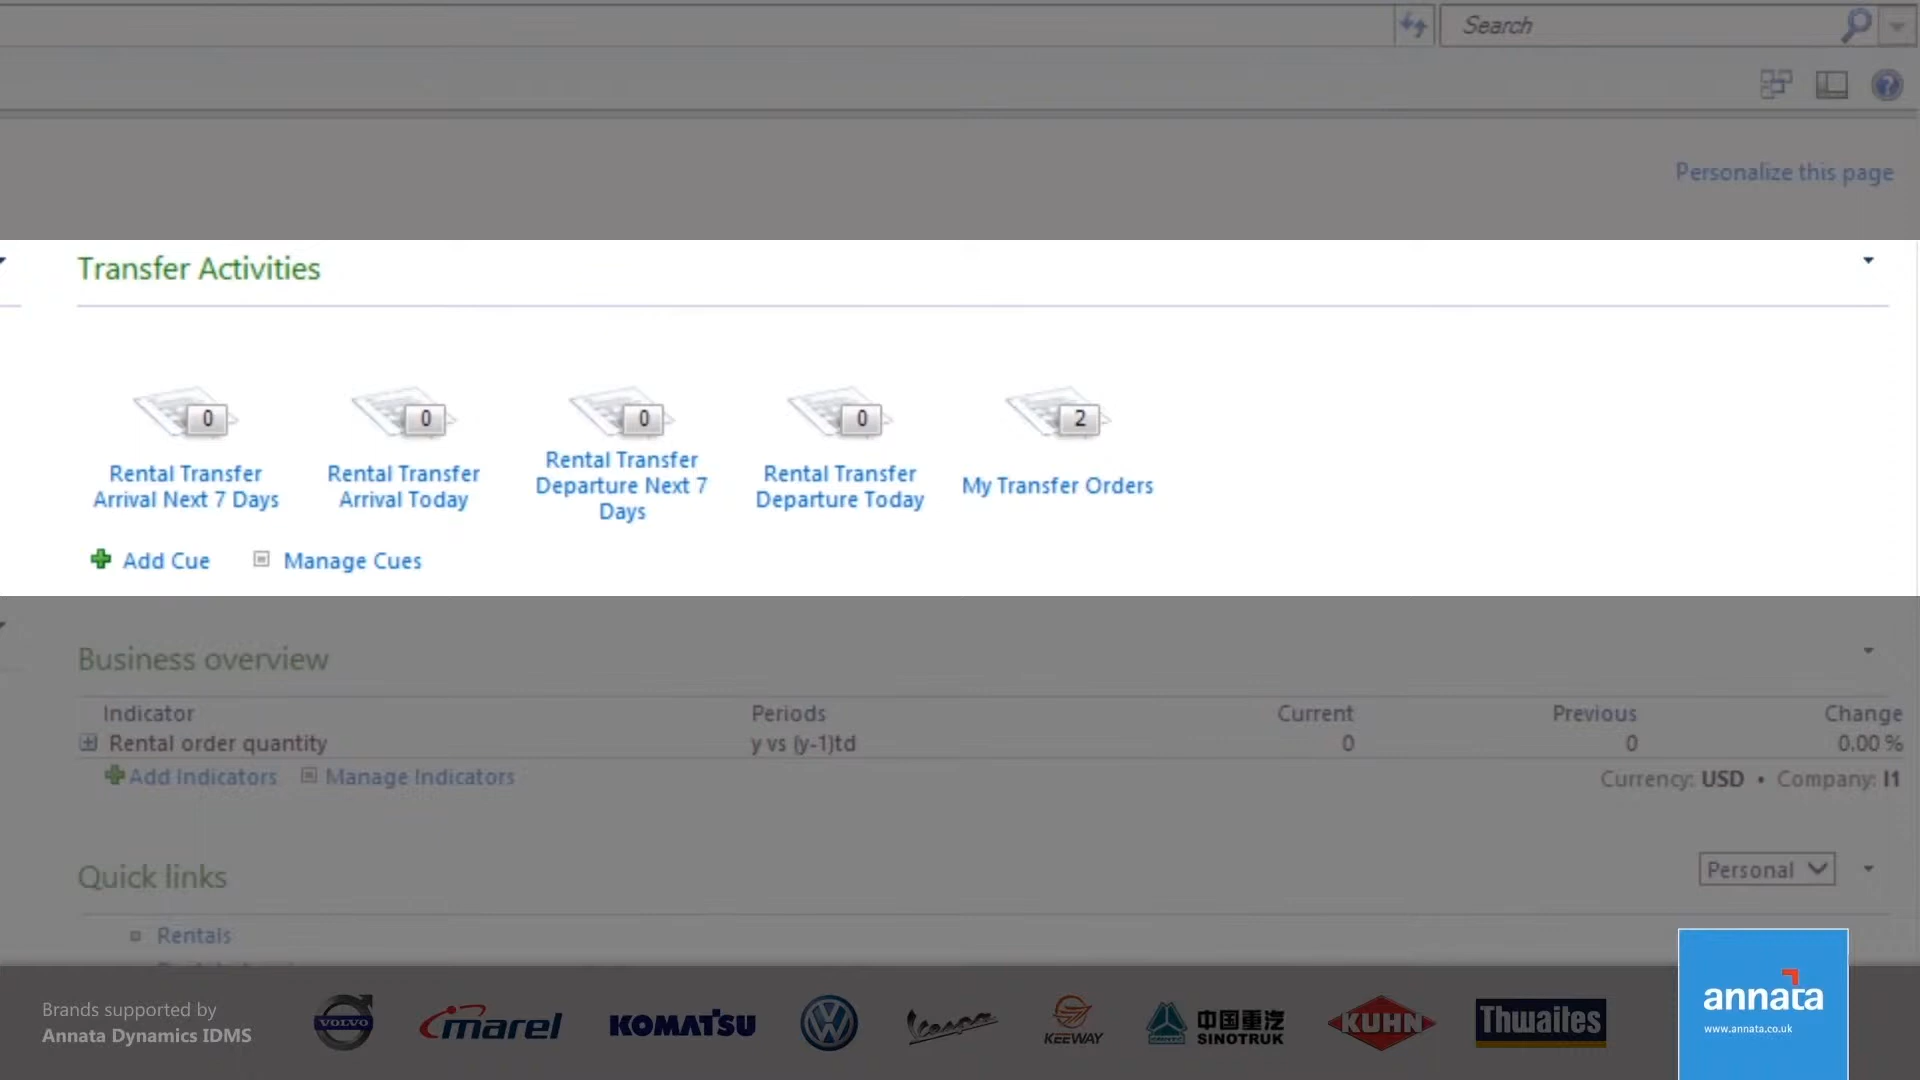 Search
Personalize this page
Transfer Activities
0
0
0
0
2
Rental Transfer
Arrival Next 7 Days
Rental Transfer
Arrival Today
Rental Transfer
Departure Next 7
Days
Rental Transfer
Departure Today
My Transfer Orders
Add Cue
Manage Cues
Business overview
Indicator Periods Current Previous Change
Rental order quantity y vs (y-1)td 0 0 0.00 %
Add Indicators Manage Indicators
Currency: USD • Company: I1
Quick links
Personal
Rentals
Brands supported by
Annata Dynamics IDMS
VOLVO
marel
KOMATSU
VW
Vespa
KEEWAY
中国重汽
SINOTRUK
KUHN
Thwaites
annata
www.annata.co.uk